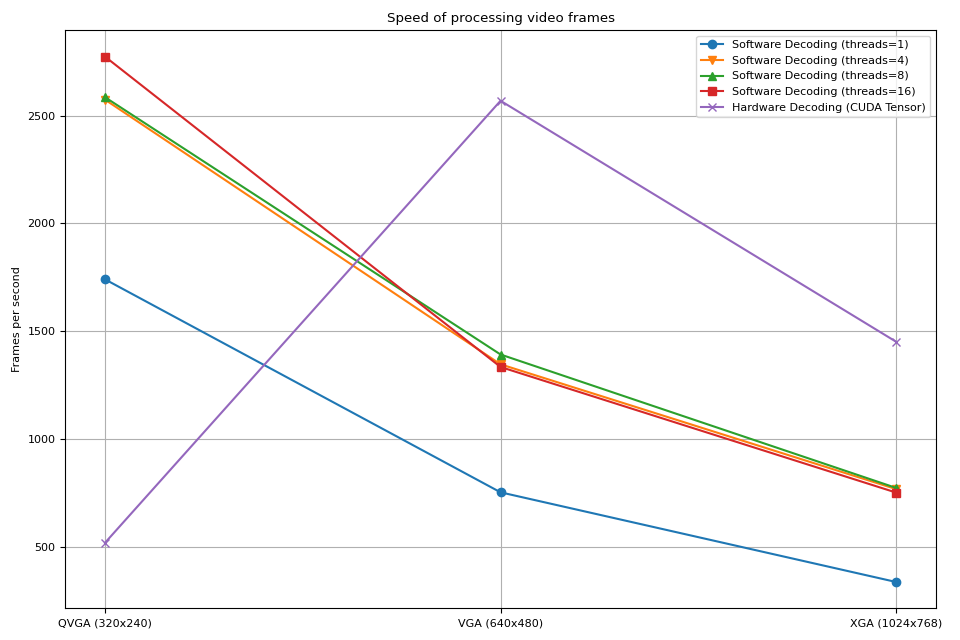 Speed of processing video frames
Software Decoding (threads=1)
Software Decoding (threads=4)
Software Decoding (threads=8)
Software Decoding (threads=16)
Hardware Decoding (CUDA Tensor)
Frames per second
2500
2000
1500
1000
500
QVGA (320x240)
VGA (640x480)
XGA (1024x768)